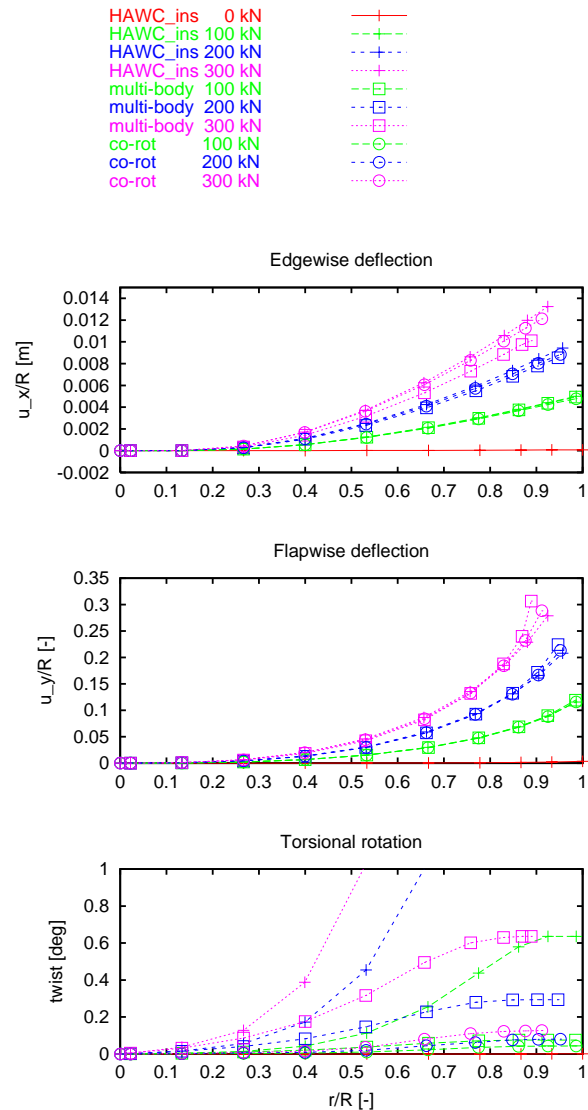 HAWC_ins 0 kN
HAWC_ins 100 kN
HAWC_ins 200 kN
HAWC_ins 300 kN
multi-body 100 kN
multi-body 200 kN
multi-body 300 kN
co-rot 100 kN
co-rot 200 kN
co-rot 300 kN
Edgewise deflection
0.014
0.012
0.01
0.008
0.006
0.004
0.002
0
-0.002
u_x/R [m]
0 0.1 0.2 0.3 0.4 0.5 0.6 0.7 0.8 0.9 1
Flapwise deflection
0.35
0.3
0.25
0.2
0.15
0.1
0.05
0
u_y/R [-]
0 0.1 0.2 0.3 0.4 0.5 0.6 0.7 0.8 0.9 1
Torsional rotation
1
0.8
0.6
0.4
0.2
0
twist [deg]
0 0.1 0.2 0.3 0.4 0.5 0.6 0.7 0.8 0.9 1
r/R [-]